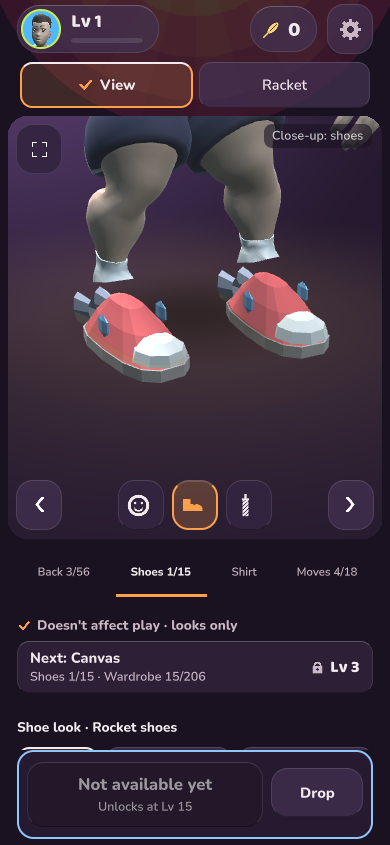 Lv 1
0
View
Racket
Close-up: shoes
Back 3/56
Shoes 1/15
Shirt
Moves 4/18
Doesn't affect play · looks only
Next: Canvas
Shoes 1/15 · Wardrobe 15/206
Lv 3
Shoe look · Rocket shoes
Not available yet
Unlocks at Lv 15
Drop